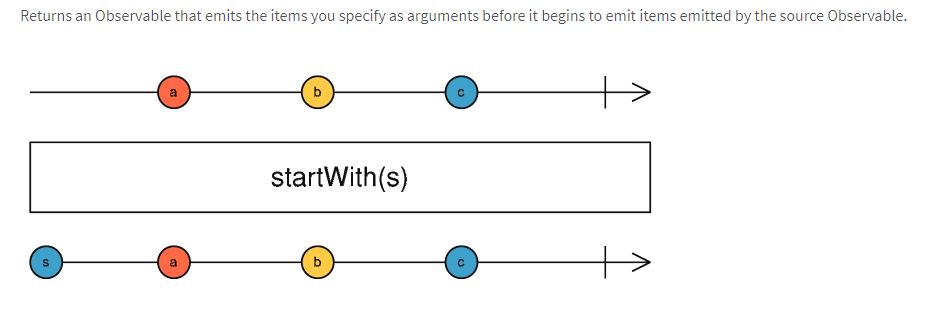 Returns an Observable that emits the items you specify as arguments before it begins to emit items emitted by the source Observable.
a b c
startWith(s)
s a b c